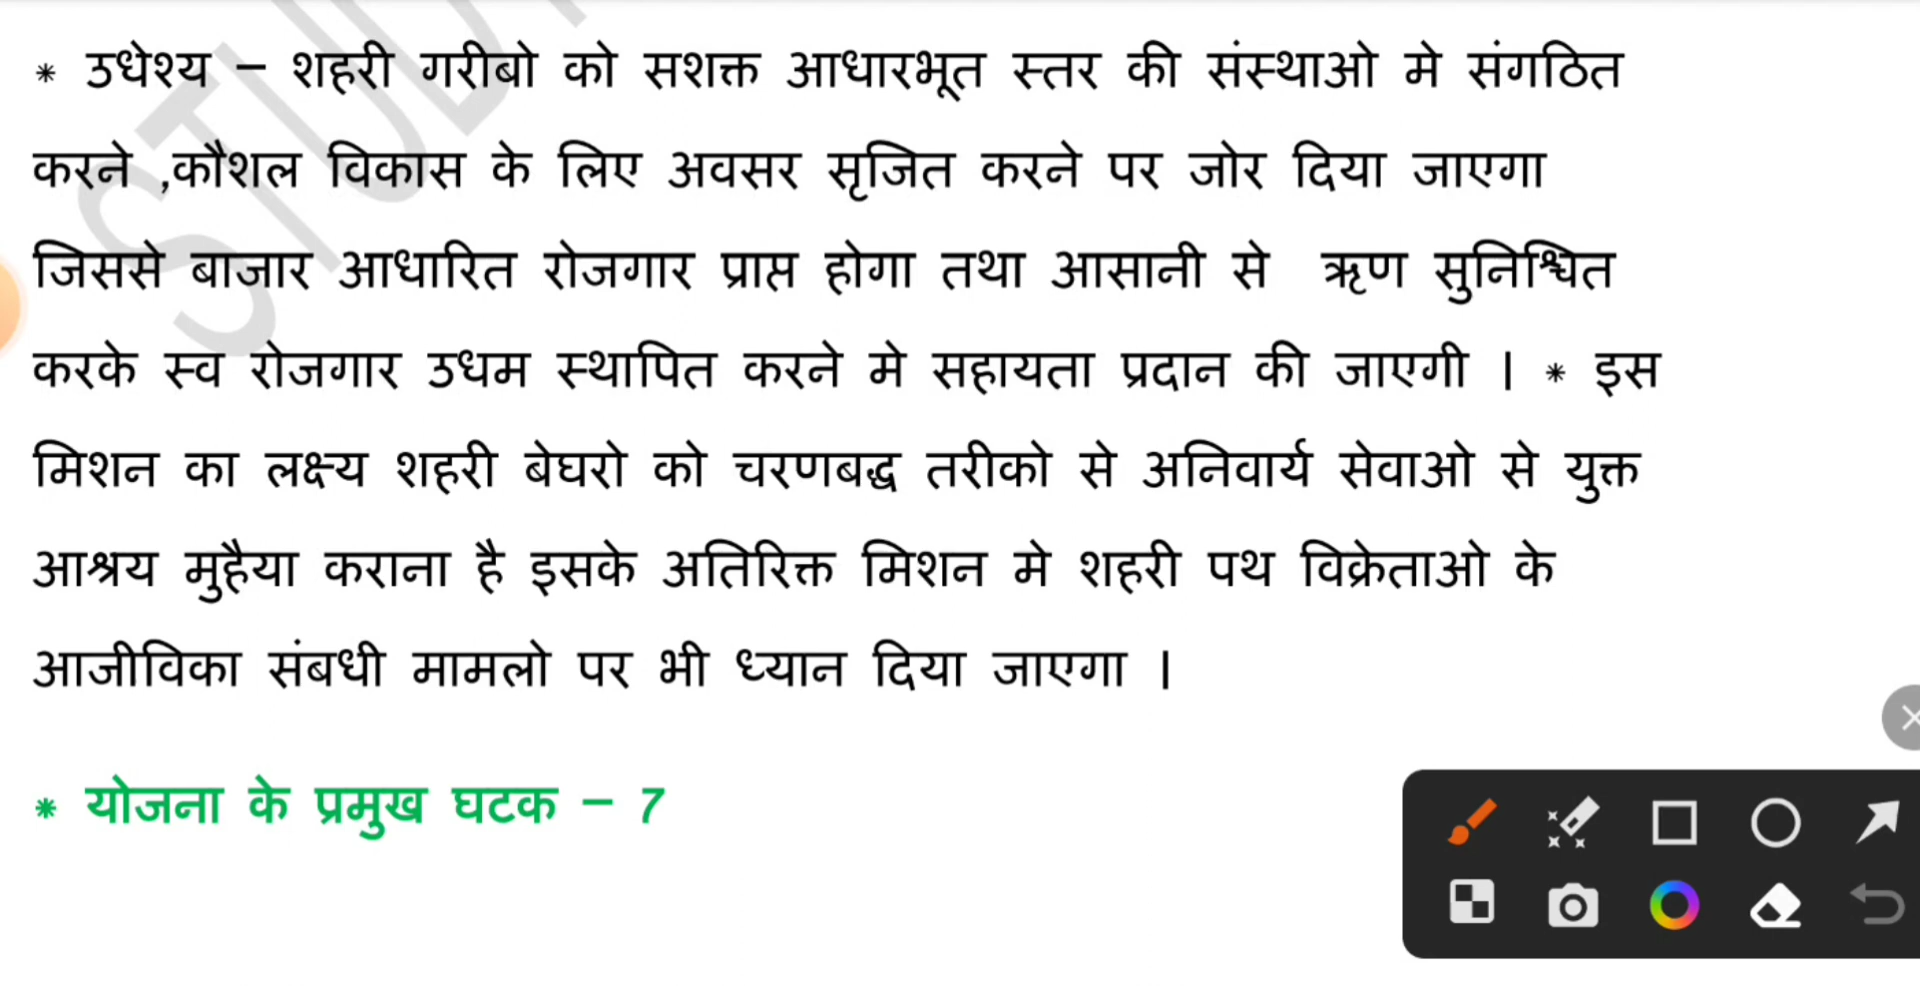 * उधेश्य – शहरी गरीबो को सशक्त आधारभूत स्तर की संस्थाओ मे संगठित
करने ,कौशल विकास के लिए अवसर सृजित करने पर जोर दिया जाएगा
जिससे बाजार आधारित रोजगार प्राप्त होगा तथा आसानी से ऋण सुनिश्चित
करके स्व रोजगार उधम स्थापित करने मे सहायता प्रदान की जाएगी । * इस
मिशन का लक्ष्य शहरी बेघरो को चरणबद्ध तरीको से अनिवार्य सेवाओ से युक्त
आश्रय मुहैया कराना है इसके अतिरिक्त मिशन मे शहरी पथ विक्रेताओ के
आजीविका संबधी मामलो पर भी ध्यान दिया जाएगा ।
* योजना के प्रमुख घटक – 7